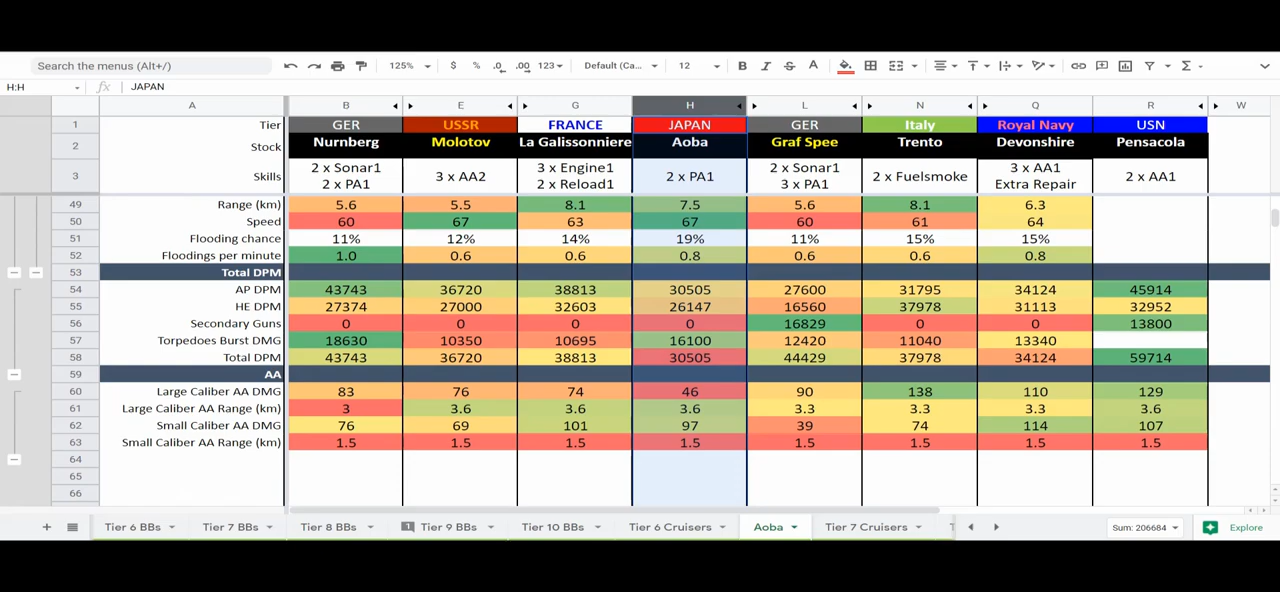 Search the menus (Alt+/) $ % .0 .00 123 125% Default (Ca... 12 B I S A Σ
H:H fx JAPAN
A B E G H L N Q R W
1 Tier GER USSR FRANCE JAPAN GER Italy Royal Navy USN
2 Stock Nurnberg Molotov La Galissonniere Aoba Graf Spee Trento Devonshire Pensacola
2 x Sonar1 3 x Engine1 2 x Sonar1 3 x AA1
3 Skills 3 x AA2 2 x PA1 2 x Fuelsmoke 2 x AA1
2 x PA1 2 x Reload1 3 x PA1 Extra Repair
49 Range (km) 5.6 5.5 8.1 7.5 5.6 8.1 6.3
50 Speed 60 67 63 67 60 61 64
51 Flooding chance 11% 12% 14% 19% 11% 15% 15%
52 Floodings per minute 1.0 0.6 0.6 0.8 0.6 0.6 0.8
53 Total DPM
54 AP DPM 43743 36720 38813 30505 27600 31795 34124 45914
55 HE DPM 27374 27000 32603 26147 16560 37978 31113 32952
56 Secondary Guns 0 0 0 0 16829 0 0 13800
57 Torpedoes Burst DMG 18630 10350 10695 16100 12420 11040 13340
58 Total DPM 43743 36720 38813 30505 44429 37978 34124 59714
59 AA
60 Large Caliber AA DMG 83 76 74 46 90 138 110 129
61 Large Caliber AA Range (km) 3 3.6 3.6 3.6 3.3 3.3 3.3 3.6
62 Small Caliber AA DMG 76 69 101 97 39 74 114 107
63 Small Caliber AA Range (km) 1.5 1.5 1.5 1.5 1.5 1.5 1.5 1.5
64
65
66
+ Tier 6 BBs Tier 7 BBs Tier 8 BBs 1 Tier 9 BBs Tier 10 BBs Tier 6 Cruisers Aoba Tier 7 Cruisers Sum: 206684 Explore